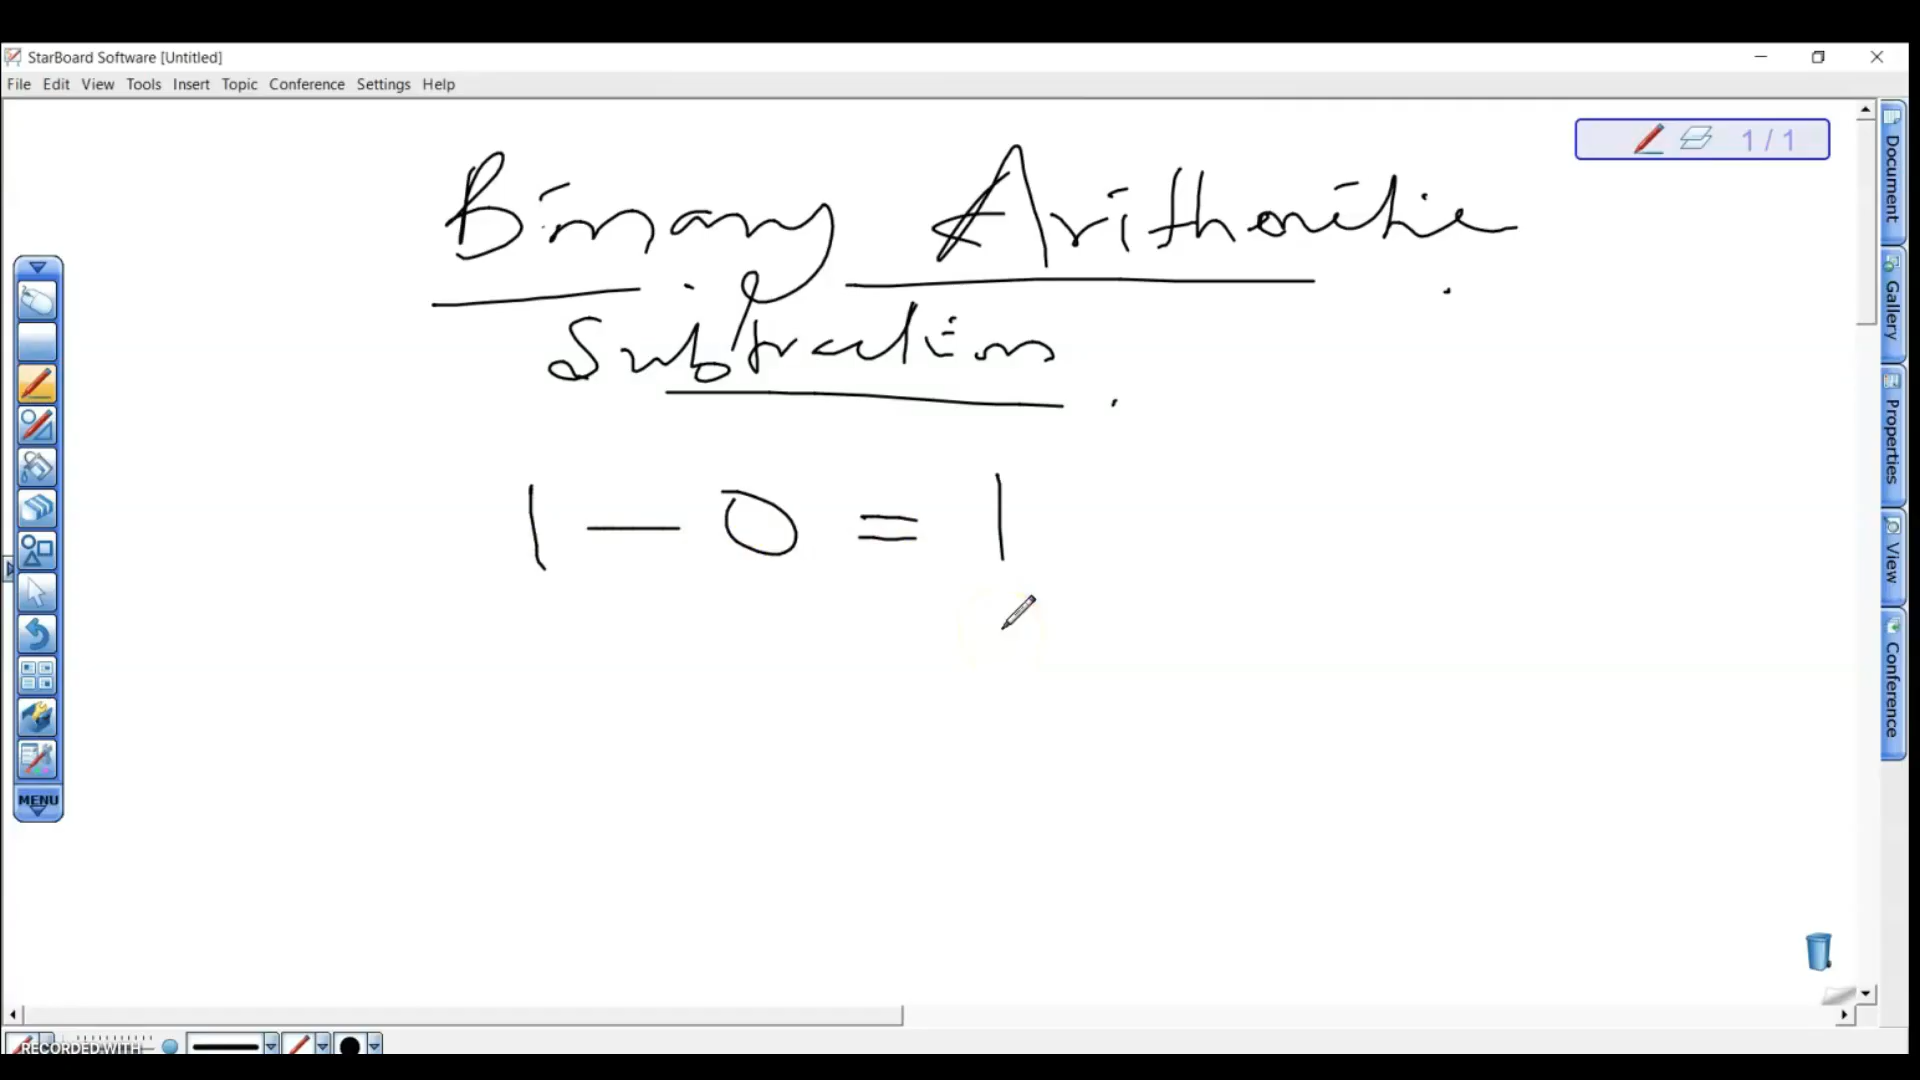 StarBoard Software [Untitled]
File Edit View Tools Insert Topic Conference Settings Help
1 / 1
Binary Arithmetic
Subtraction
1 — 0 = 1
Document
Gallery
Properties
View
Conference
MENU
RECORDED WITH